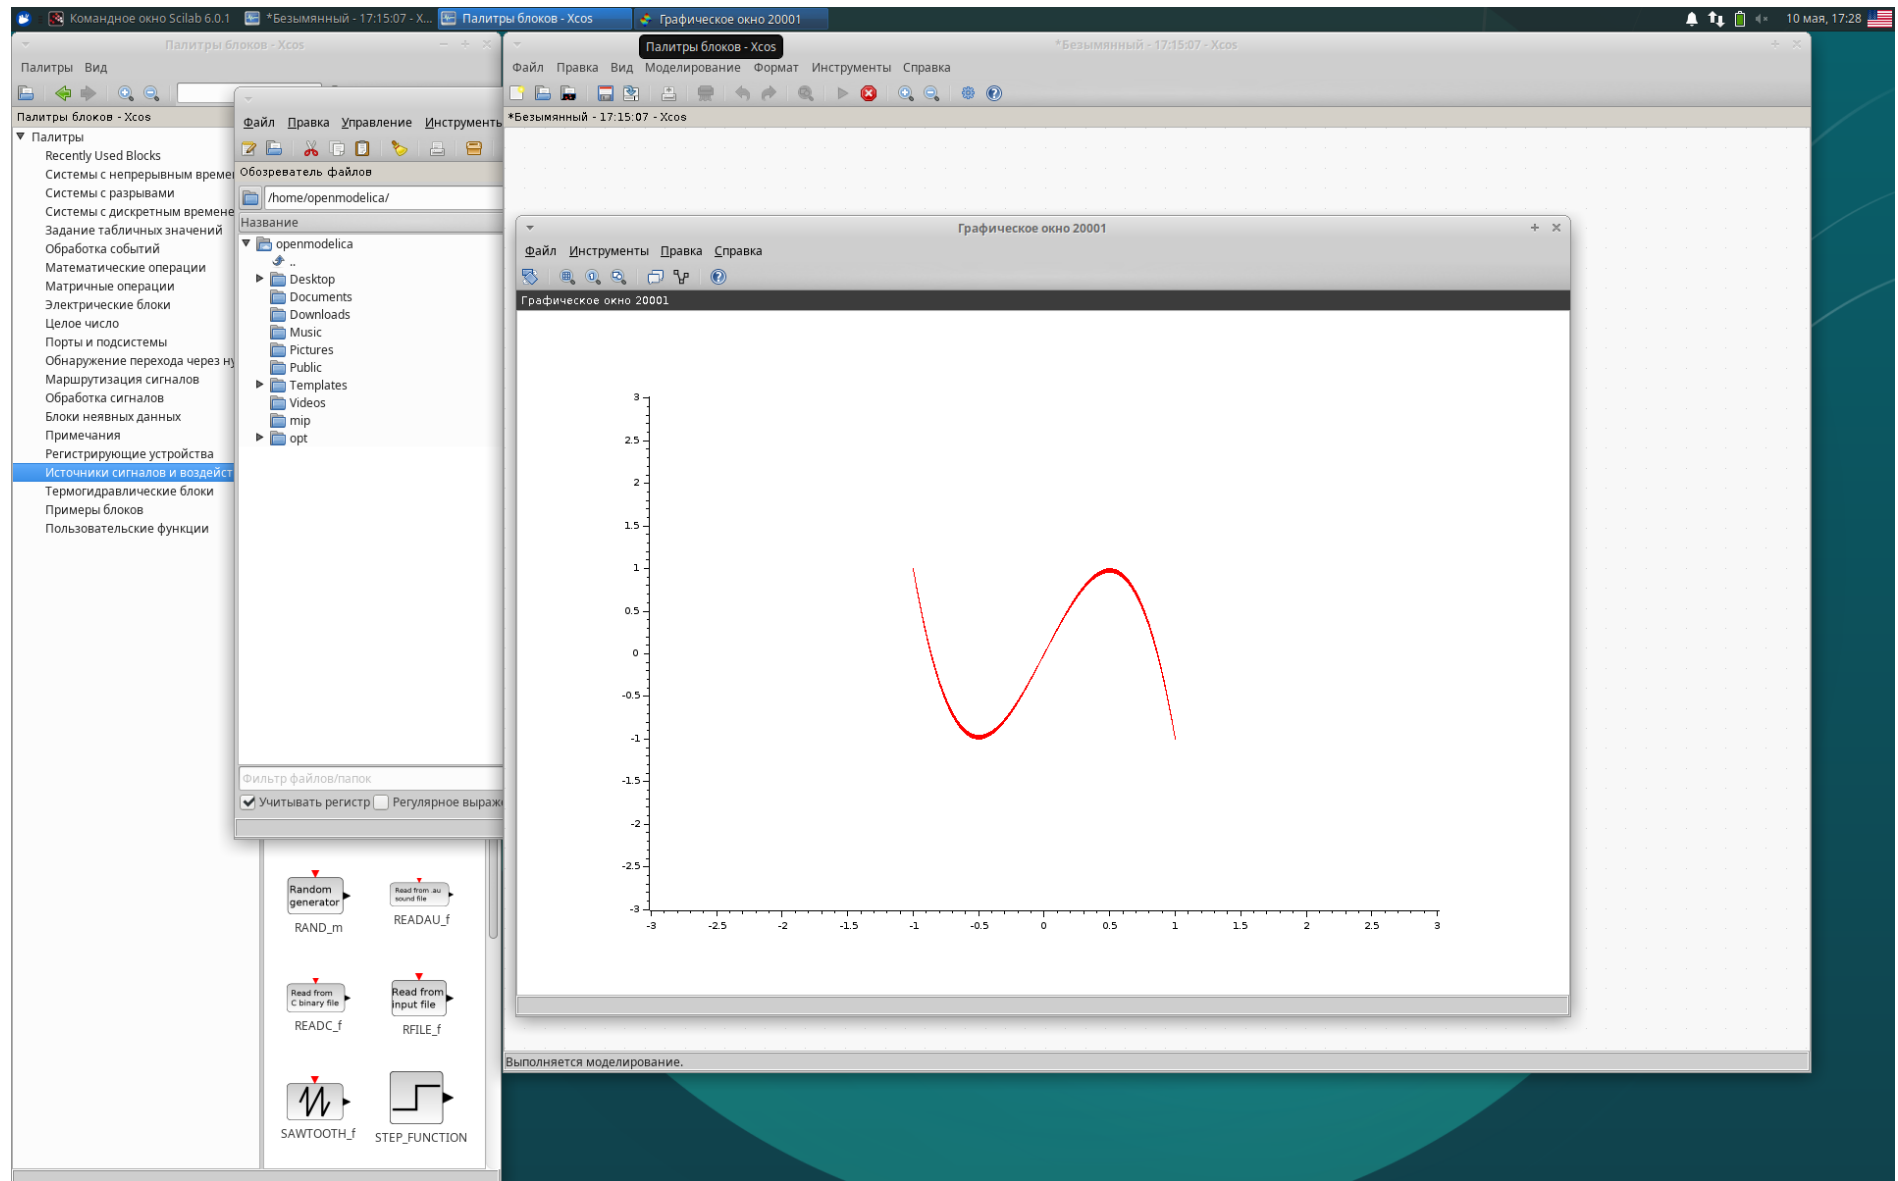 Командное окно Scilab 6.0.1
*Безымянный - 17:15:07 - X...
Палитры блоков - Xcos
Графическое окно 20001
10 мая, 17:28
Палитры блоков - Xcos
Палитры блоков - Xcos
*Безымянный - 17:15:07 - Xcos
Палитры Вид
Файл Правка Вид Моделирование Формат Инструменты Справка
Палитры блоков - Xcos
*Безымянный - 17:15:07 - Xcos
Палитры
Recently Used Blocks
Системы с непрерывным време
Системы с разрывами
Системы с дискретным времене
Задание табличных значений
Обработка событий
Математические операции
Матричные операции
Электрические блоки
Целое число
Порты и подсистемы
Обнаружение перехода через ну
Маршрутизация сигналов
Обработка сигналов
Блоки неявных данных
Примечания
Регистрирующие устройства
Источники сигналов и воздейст
Термогидравлические блоки
Примеры блоков
Пользовательские функции
Файл Правка Управление Инструменты
Обозреватель файлов
/home/openmodelica/
Название
openmodelica
..
Desktop
Documents
Downloads
Music
Pictures
Public
Templates
Videos
mip
opt
Фильтр файлов/папок
Учитывать регистр Регулярное выраж
Random generator
RAND_m
Read from .au sound file
READAU_f
Read from C binary file
READC_f
Read from input file
RFILE_f
SAWTOOTH_f
STEP_FUNCTION
Графическое окно 20001
Файл Инструменты Правка Справка
Графическое окно 20001
3
2.5
2
1.5
1
0.5
0
-0.5
-1
-1.5
-2
-2.5
-3
-3 -2.5 -2 -1.5 -1 -0.5 0 0.5 1 1.5 2 2.5 3
Выполняется моделирование.